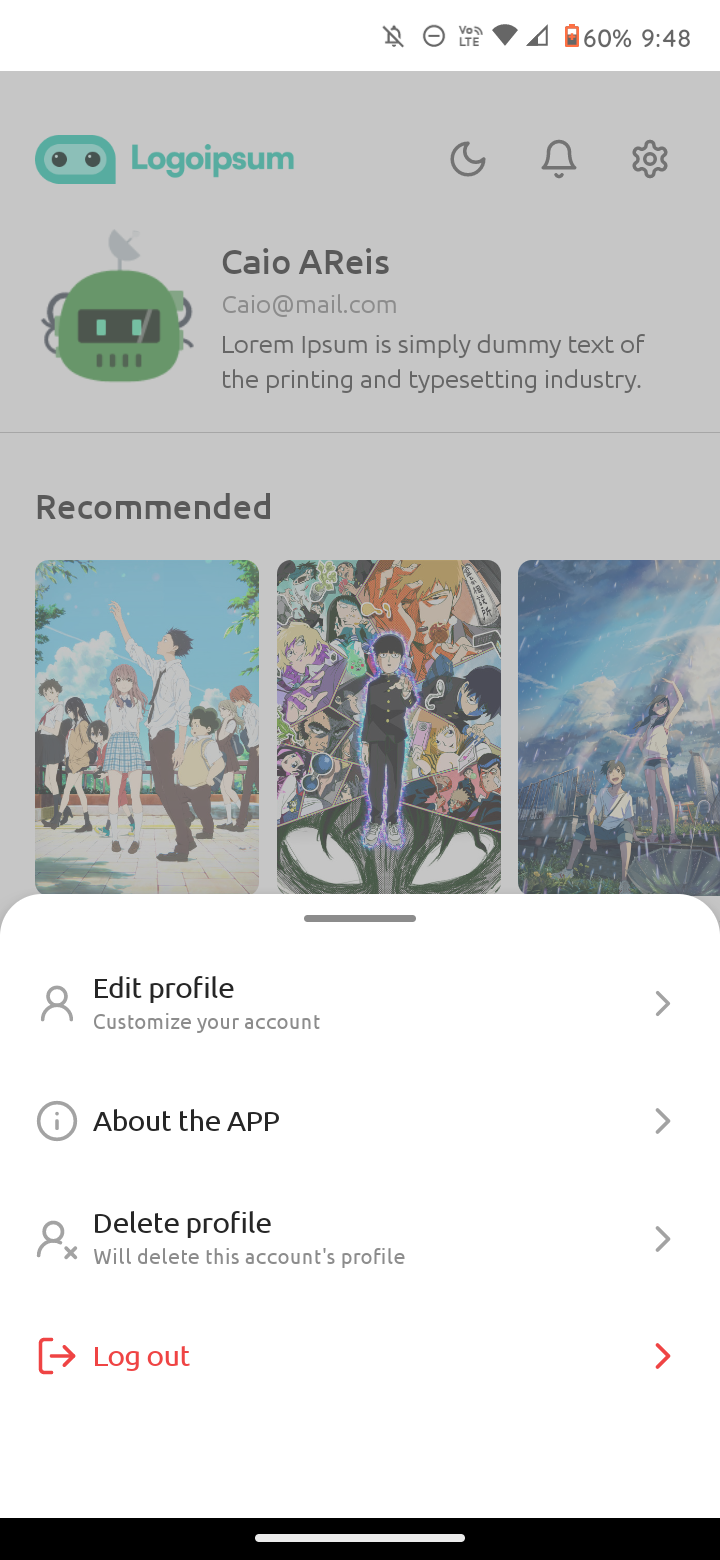 Vo LTE 60% 9:48
Logoipsum
Caio AReis
Caio@mail.com
Lorem Ipsum is simply dummy text of
the printing and typesetting industry.
Recommended
Edit profile
Customize your account
About the APP
Delete profile
Will delete this account's profile
Log out